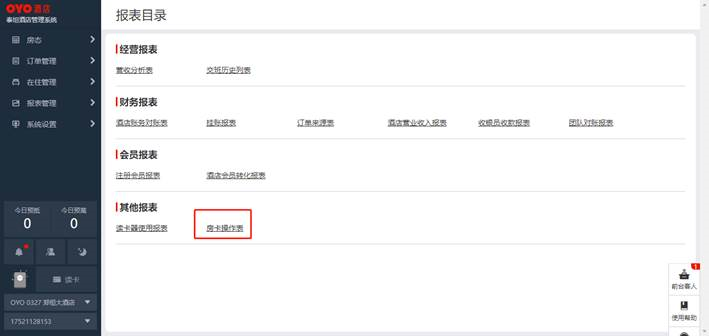 OYO酒店
泰坦酒店管理系统
房态
订单管理
在住管理
报表管理
系统设置
今日预抵 今日预离
0 0
读卡
OYO 0327 郑组大酒店
17521128153
报表目录
经营报表
营收分析表 交班历史列表
财务报表
酒店账务对账表 挂账报表 订单来源表 酒店营业收入报表 收银员收款报表 团队对账报表
会员报表
注册会员报表 酒店会员转化报表
其他报表
读卡器使用报表 房卡操作表
1
前台客人
使用帮助